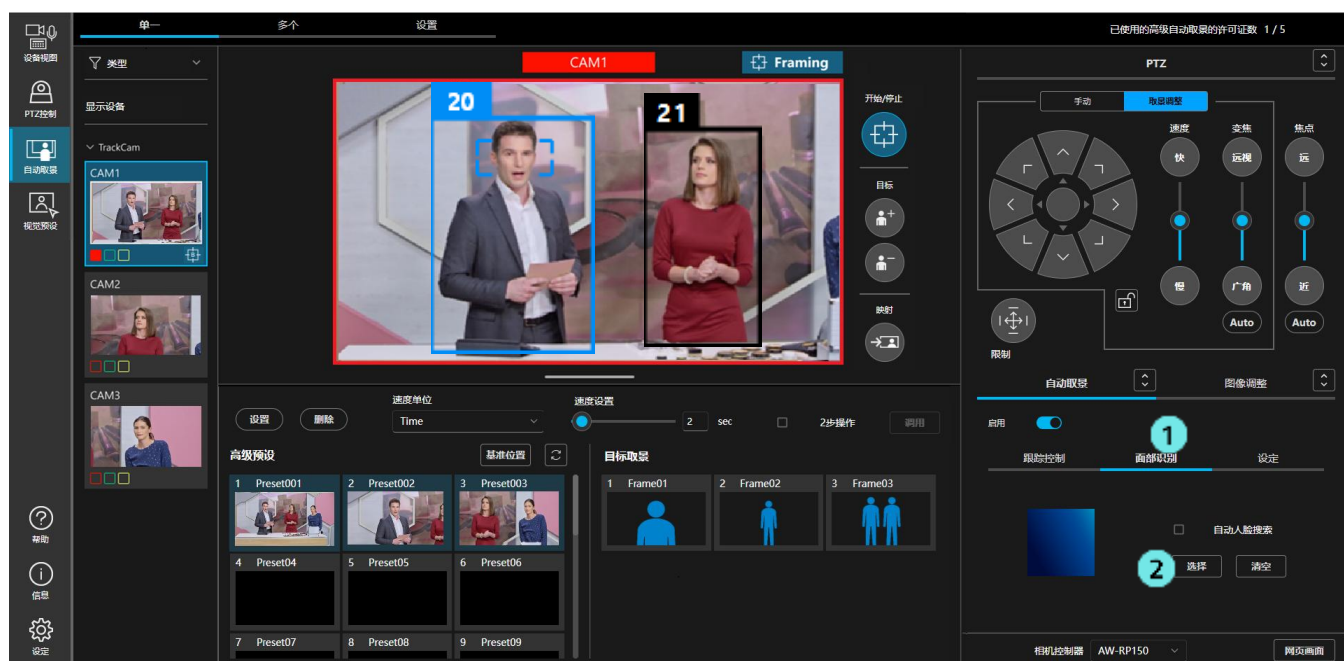 单一
多个
设置
已使用的高级自动取景的许可证数 1 / 5
设备视图
PTZ控制
自动取景
视觉预设
帮助
信息
设定
类型
显示设备
TrackCam
CAM1
CAM2
CAM3
CAM1
Framing
20
21
开始/停止
目标
映射
设置
删除
速度单位
Time
速度设置
2
sec
2步操作
调用
高级预设
基准位置
1 Preset001
2 Preset002
3 Preset003
4 Preset04
5 Preset05
6 Preset06
7 Preset07
8 Preset08
9 Preset09
目标取景
1 Frame01
2 Frame02
3 Frame03
PTZ
手动
取景调整
速度
变焦
焦点
快
远视
远
慢
广角
近
Auto
Auto
限制
自动取景
图像调整
启用
1
跟踪控制
面部识别
设定
自动人脸搜索
2
选择
清空
相机控制器
AW-RP150
网页画面